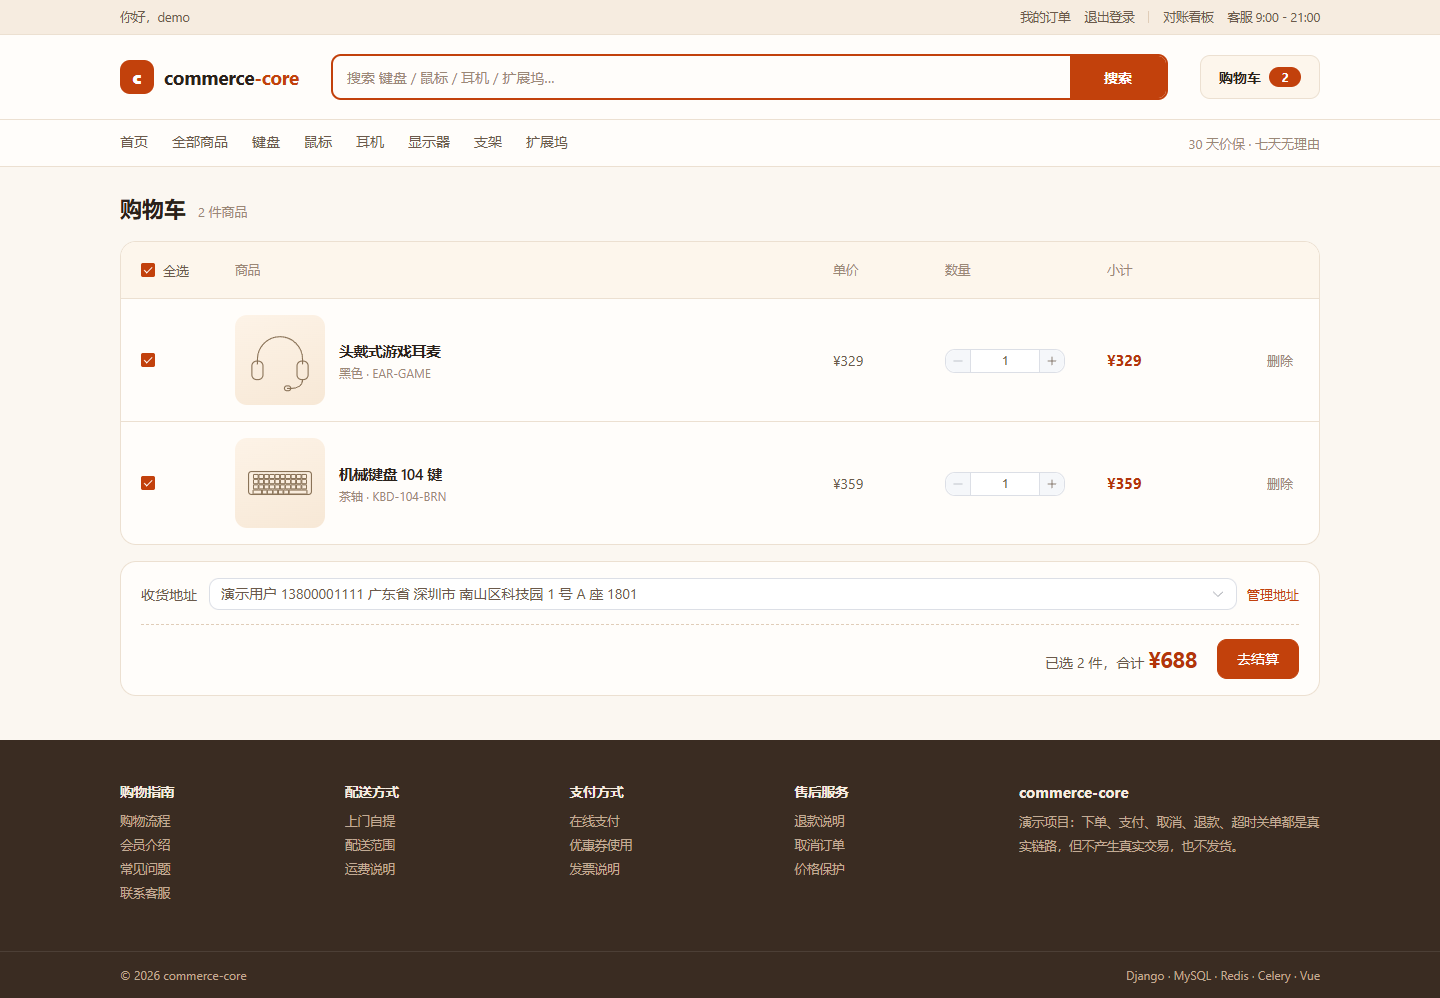 你好，demo
我的订单 退出登录 对账看板 客服 9:00 - 21:00
c commerce-core
搜索 键盘 / 鼠标 / 耳机 / 扩展坞...
搜索
购物车 2
首页 全部商品 键盘 鼠标 耳机 显示器 支架 扩展坞
30 天价保 · 七天无理由
购物车 2 件商品
全选 商品 单价 数量 小计
头戴式游戏耳麦
黑色 · EAR-GAME
¥329 − 1 + ¥329 删除
机械键盘 104 键
茶轴 · KBD-104-BRN
¥359 − 1 + ¥359 删除
收货地址 演示用户 13800001111 广东省 深圳市 南山区科技园 1 号 A 座 1801 管理地址
已选 2 件，合计 ¥688 去结算
购物指南
购物流程
会员介绍
常见问题
联系客服
配送方式
上门自提
配送范围
运费说明
支付方式
在线支付
优惠券使用
发票说明
售后服务
退款说明
取消订单
价格保护
commerce-core
演示项目：下单、支付、取消、退款、超时关单都是真
实链路，但不产生真实交易，也不发货。
© 2026 commerce-core
Django · MySQL · Redis · Celery · Vue